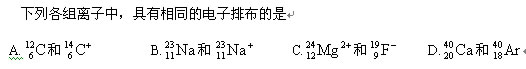 下列各组离子中，具有相同的电子排布的是↵
A. ¹²₆C和¹⁴₆C⁺ B. ²³₁₁Na和²³₁₁Na⁺ C. ²⁴₁₂Mg²⁺和¹⁹₉F⁻ D. ⁴⁰₂₀Ca和⁴⁰₁₈Ar↵